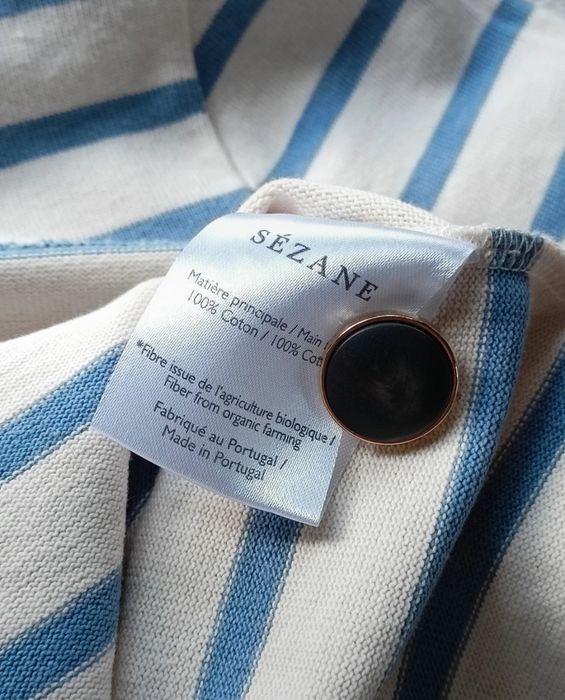 SÉZANE
Matière principale / Main
100% Coton / 100% Cot
*Fibre issue de l'agriculture biologique /
Fiber from organic farming
Fabriqué au Portugal /
Made in Portugal